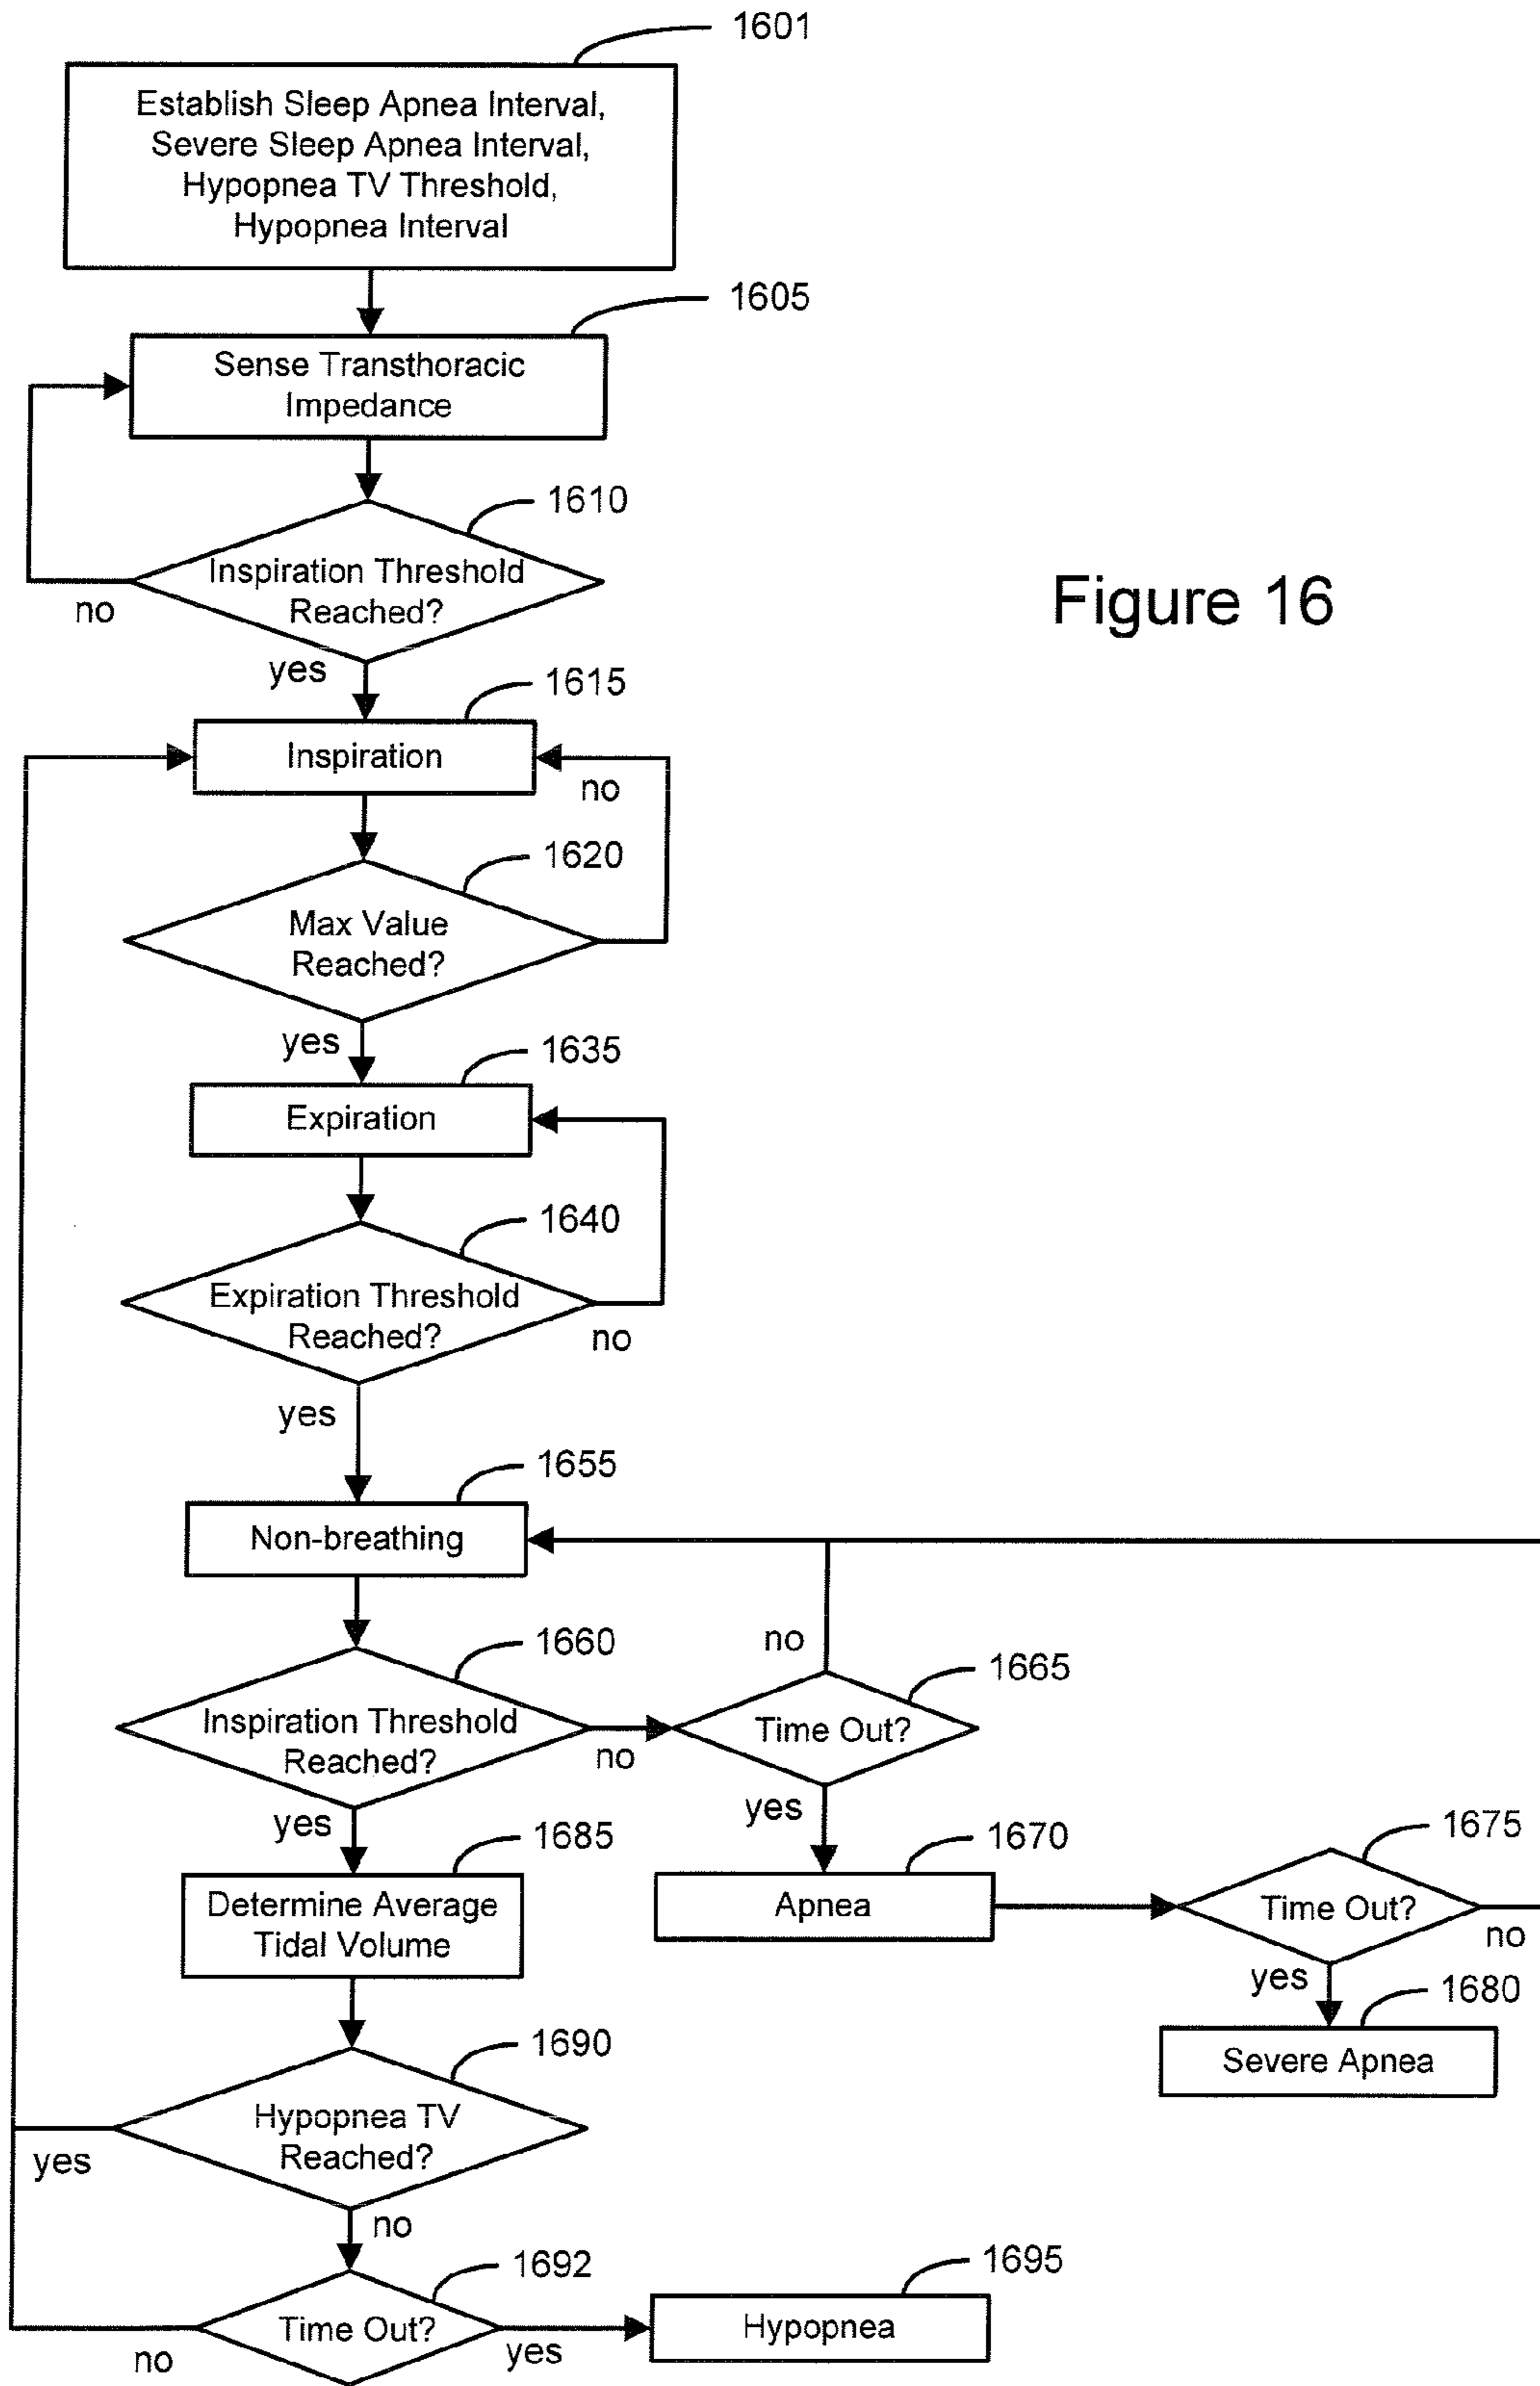 1601
Establish Sleep Apnea Interval,
Severe Sleep Apnea Interval,
Hypopnea TV Threshold,
Hypopnea Interval
1605
Sense Transthoracic
Impedance
1610
Inspiration Threshold
Reached?
no
yes
Figure 16
1615
Inspiration
no
1620
Max Value
Reached?
yes
1635
Expiration
1640
Expiration Threshold
Reached?
no
yes
1655
Non-breathing
1660
Inspiration Threshold
Reached?
no
yes
1665
Time Out?
no
yes
1670
Apnea
1675
Time Out?
no
yes
1680
Severe Apnea
1685
Determine Average
Tidal Volume
1690
Hypopnea TV
Reached?
yes
no
1692
Time Out?
no
yes
1695
Hypopnea